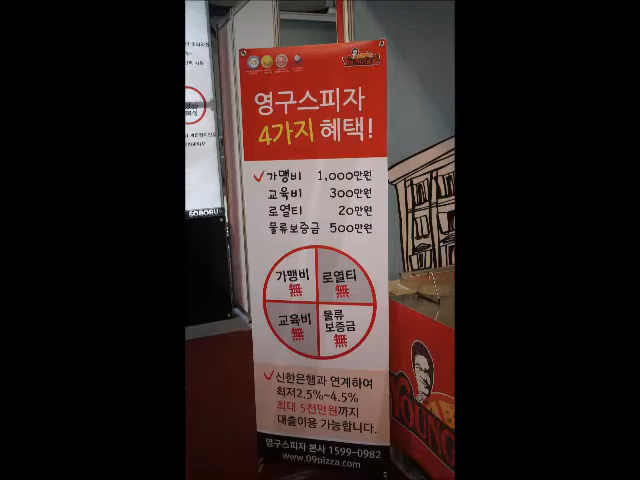 영구스피자
4가지 혜택!
가맹비 1,000만원
교육비 300만원
로열티 20만원
물류보증금 500만원
가맹비
無
로열티
無
교육비
無
물류
보증금
無
신한은행과 연계하여
최저2.5%~4.5%
최대 5천만원까지
대출이용 가능합니다.
영구스피자 본사 1599-0982
www.09pizza.com
SOBORU
YOUNG